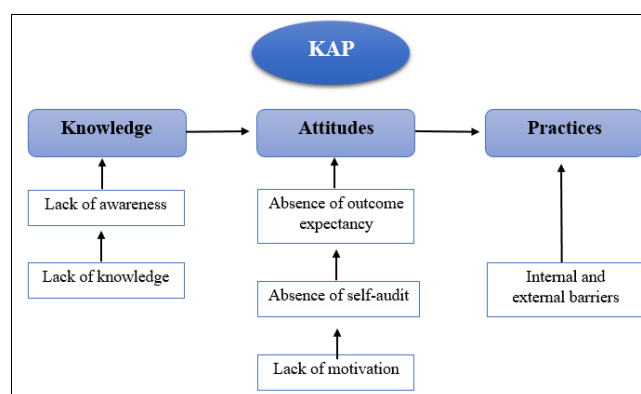 KAP
Knowledge
Attitudes
Practices
Lack of awareness
Absence of outcome
expectancy
Lack of knowledge
Absence of self-audit
Internal and
external barriers
Lack of motivation